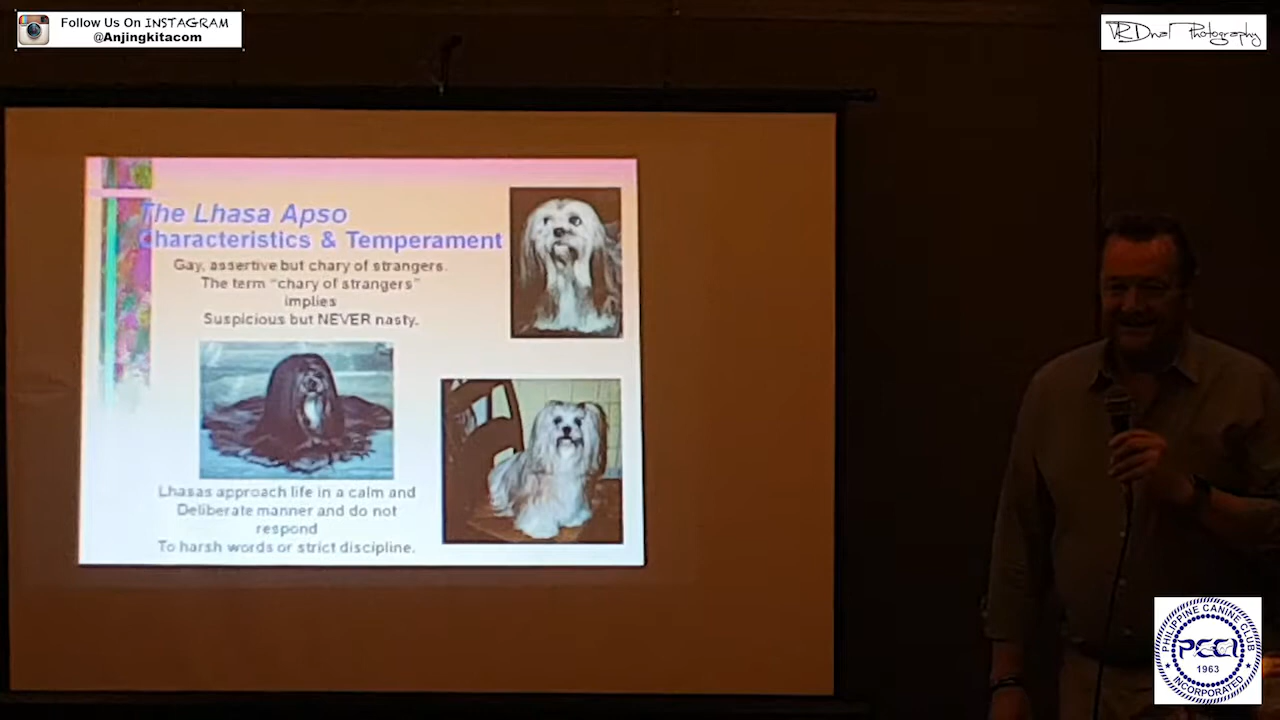 Follow Us On INSTAGRAM
@Anjingkitacom
VRDnal Photography
The Lhasa Apso
Characteristics & Temperament
Gay, assertive but chary of strangers.
The term "chary of strangers"
implies
Suspicious but NEVER nasty.
Lhasas approach life in a calm and
Deliberate manner and do not
respond
To harsh words or strict discipline.
PHILIPPINE CANINE CLUB
PCCI
1963
INCORPORATED